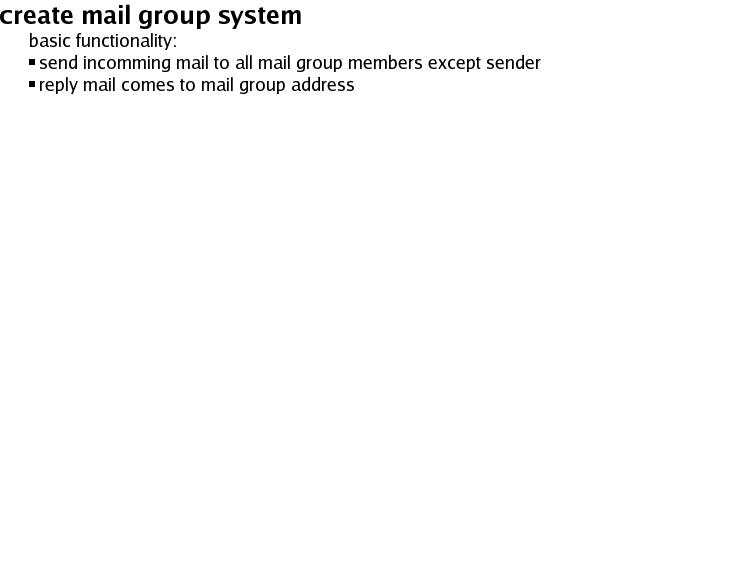 create mail group system
basic functionality:
▪ send incomming mail to all mail group members except sender
▪ reply mail comes to mail group address